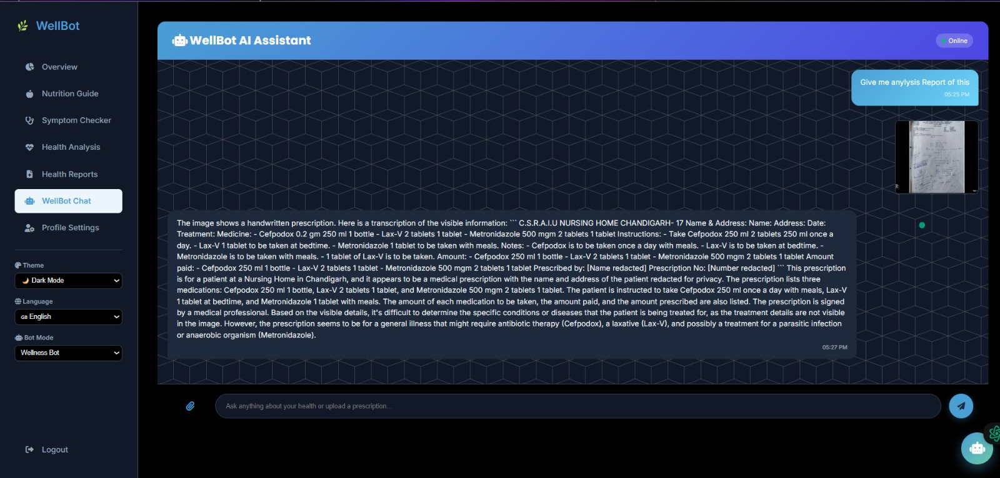 WellBot
Overview
Nutrition Guide
Symptom Checker
Health Analysis
Health Reports
WellBot Chat
Profile Settings
Theme
Dark Mode
Language
GB English
Bot Mode
Wellness Bot
Logout
WellBot AI Assistant
Online
Give me anylysis Report of this
05:25 PM
The image shows a handwritten prescription. Here is a transcription of the visible information: ``` C.S.R.A.I.U NURSING HOME CHANDIGARH- 17 Name & Address: Name: Address: Date:
Treatment: Medicine: - Cefpodox 0.2 gm 250 ml 1 bottle - Lax-V 2 tablets 1 tablet - Metronidazole 500 mgm 2 tablets 1 tablet Instructions: - Take Cefpodox 250 ml 2 tablets 250 ml once a
day. - Lax-V 1 tablet to be taken at bedtime. - Metronidazole 1 tablet to be taken with meals. Notes: - Cefpodox is to be taken once a day with meals. - Lax-V is to be taken at bedtime. -
Metronidazole is to be taken with meals. - 1 tablet of Lax-V is to be taken. Amount: - Cefpodox 250 ml 1 bottle - Lax-V 2 tablets 1 tablet - Metronidazole 500 mgm 2 tablets 1 tablet Amount
paid: - Cefpodox 250 ml 1 bottle - Lax-V 2 tablets 1 tablet - Metronidazole 500 mgm 2 tablets 1 tablet Prescribed by: [Name redacted] Prescription No: [Number redacted] ``` This prescription
is for a patient at a Nursing Home in Chandigarh, and it appears to be a medical prescription with the name and address of the patient redacted for privacy. The prescription lists three
medications: Cefpodox 250 ml 1 bottle, Lax-V 2 tablets 1 tablet, and Metronidazole 500 mgm 2 tablets 1 tablet. The patient is instructed to take Cefpodox 250 ml once a day with meals, Lax-V
1 tablet at bedtime, and Metronidazole 1 tablet with meals. The amount of each medication to be taken, the amount paid, and the amount prescribed are also listed. The prescription is signed
by a medical professional. Based on the visible details, it's difficult to determine the specific conditions or diseases that the patient is being treated for, as the treatment details are not visible
in the image. However, the prescription seems to be for a general illness that might require antibiotic therapy (Cefpodox), a laxative (Lax-V), and possibly a treatment for a parasitic infection
or anaerobic organism (Metronidazole).
05:27 PM
Ask anything about your health or upload a prescription...